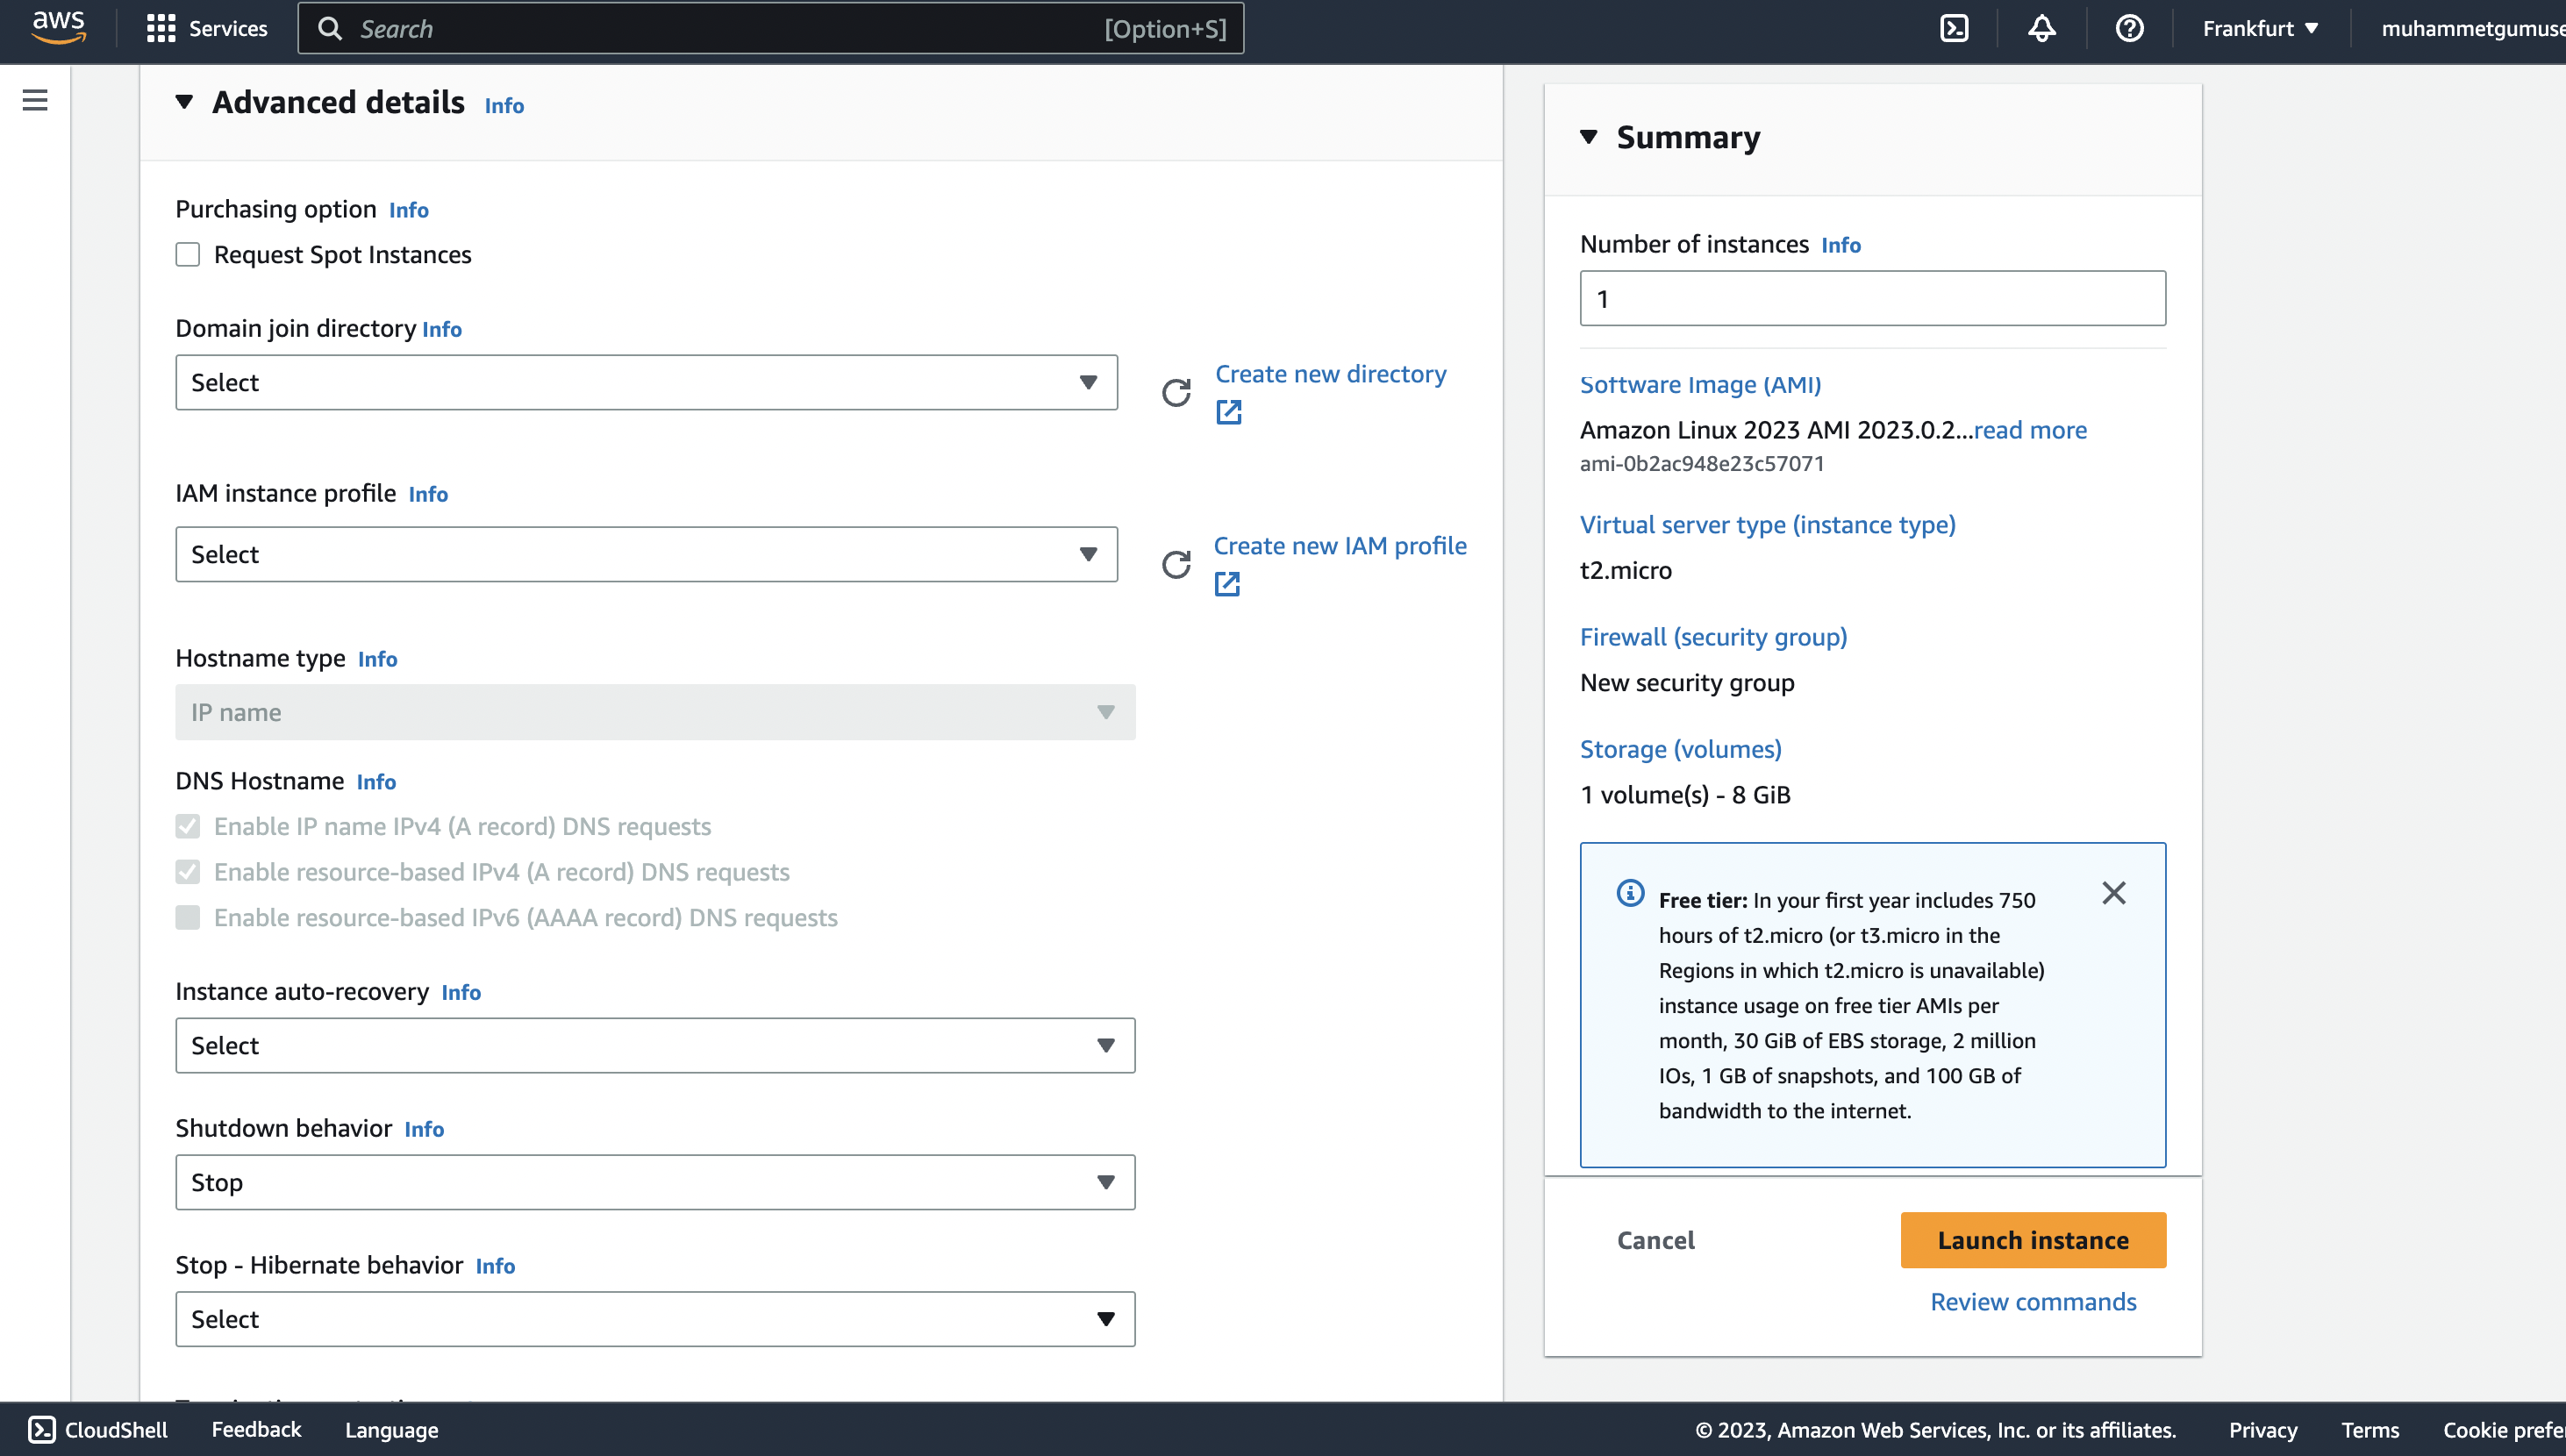 aws
Services
Search
[Option+S]
Frankfurt
muhammetgumuse
Advanced details Info
Purchasing option Info
Request Spot Instances
Domain join directory Info
Select
Create new directory
IAM instance profile Info
Select
Create new IAM profile
Hostname type Info
IP name
DNS Hostname Info
Enable IP name IPv4 (A record) DNS requests
Enable resource-based IPv4 (A record) DNS requests
Enable resource-based IPv6 (AAAA record) DNS requests
Instance auto-recovery Info
Select
Shutdown behavior Info
Stop
Stop - Hibernate behavior Info
Select
Summary
Number of instances Info
1
Software Image (AMI)
Amazon Linux 2023 AMI 2023.0.2...read more
ami-0b2ac948e23c57071
Virtual server type (instance type)
t2.micro
Firewall (security group)
New security group
Storage (volumes)
1 volume(s) - 8 GiB
Free tier: In your first year includes 750
hours of t2.micro (or t3.micro in the
Regions in which t2.micro is unavailable)
instance usage on free tier AMIs per
month, 30 GiB of EBS storage, 2 million
IOs, 1 GB of snapshots, and 100 GB of
bandwidth to the internet.
Cancel
Launch instance
Review commands
CloudShell
Feedback
Language
© 2023, Amazon Web Services, Inc. or its affiliates.
Privacy
Terms
Cookie prefe